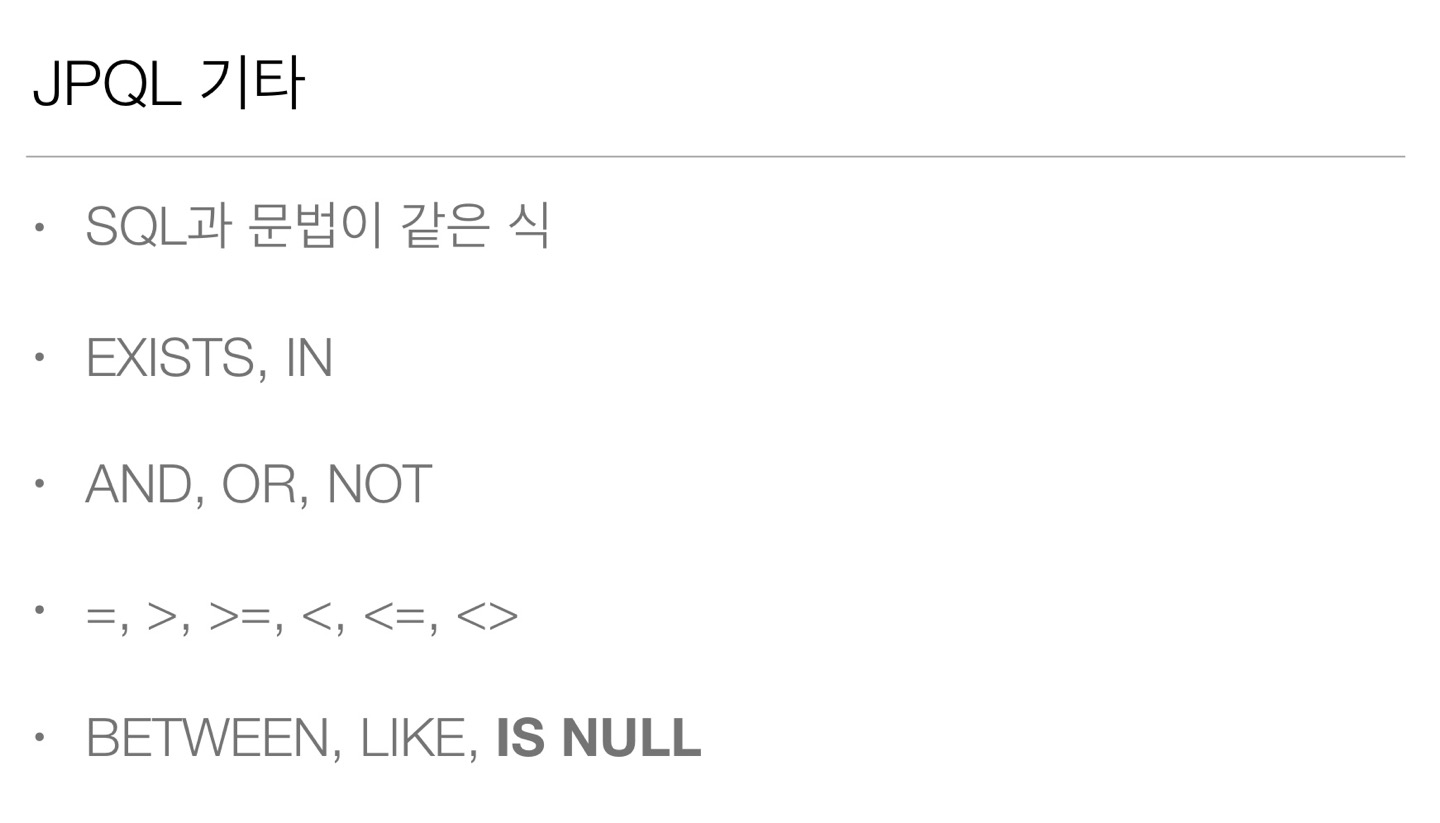 JPQL 기타
• SQL과 문법이 같은 식
• EXISTS, IN
• AND, OR, NOT
• =, >, >=, <, <=, <>
• BETWEEN, LIKE, IS NULL